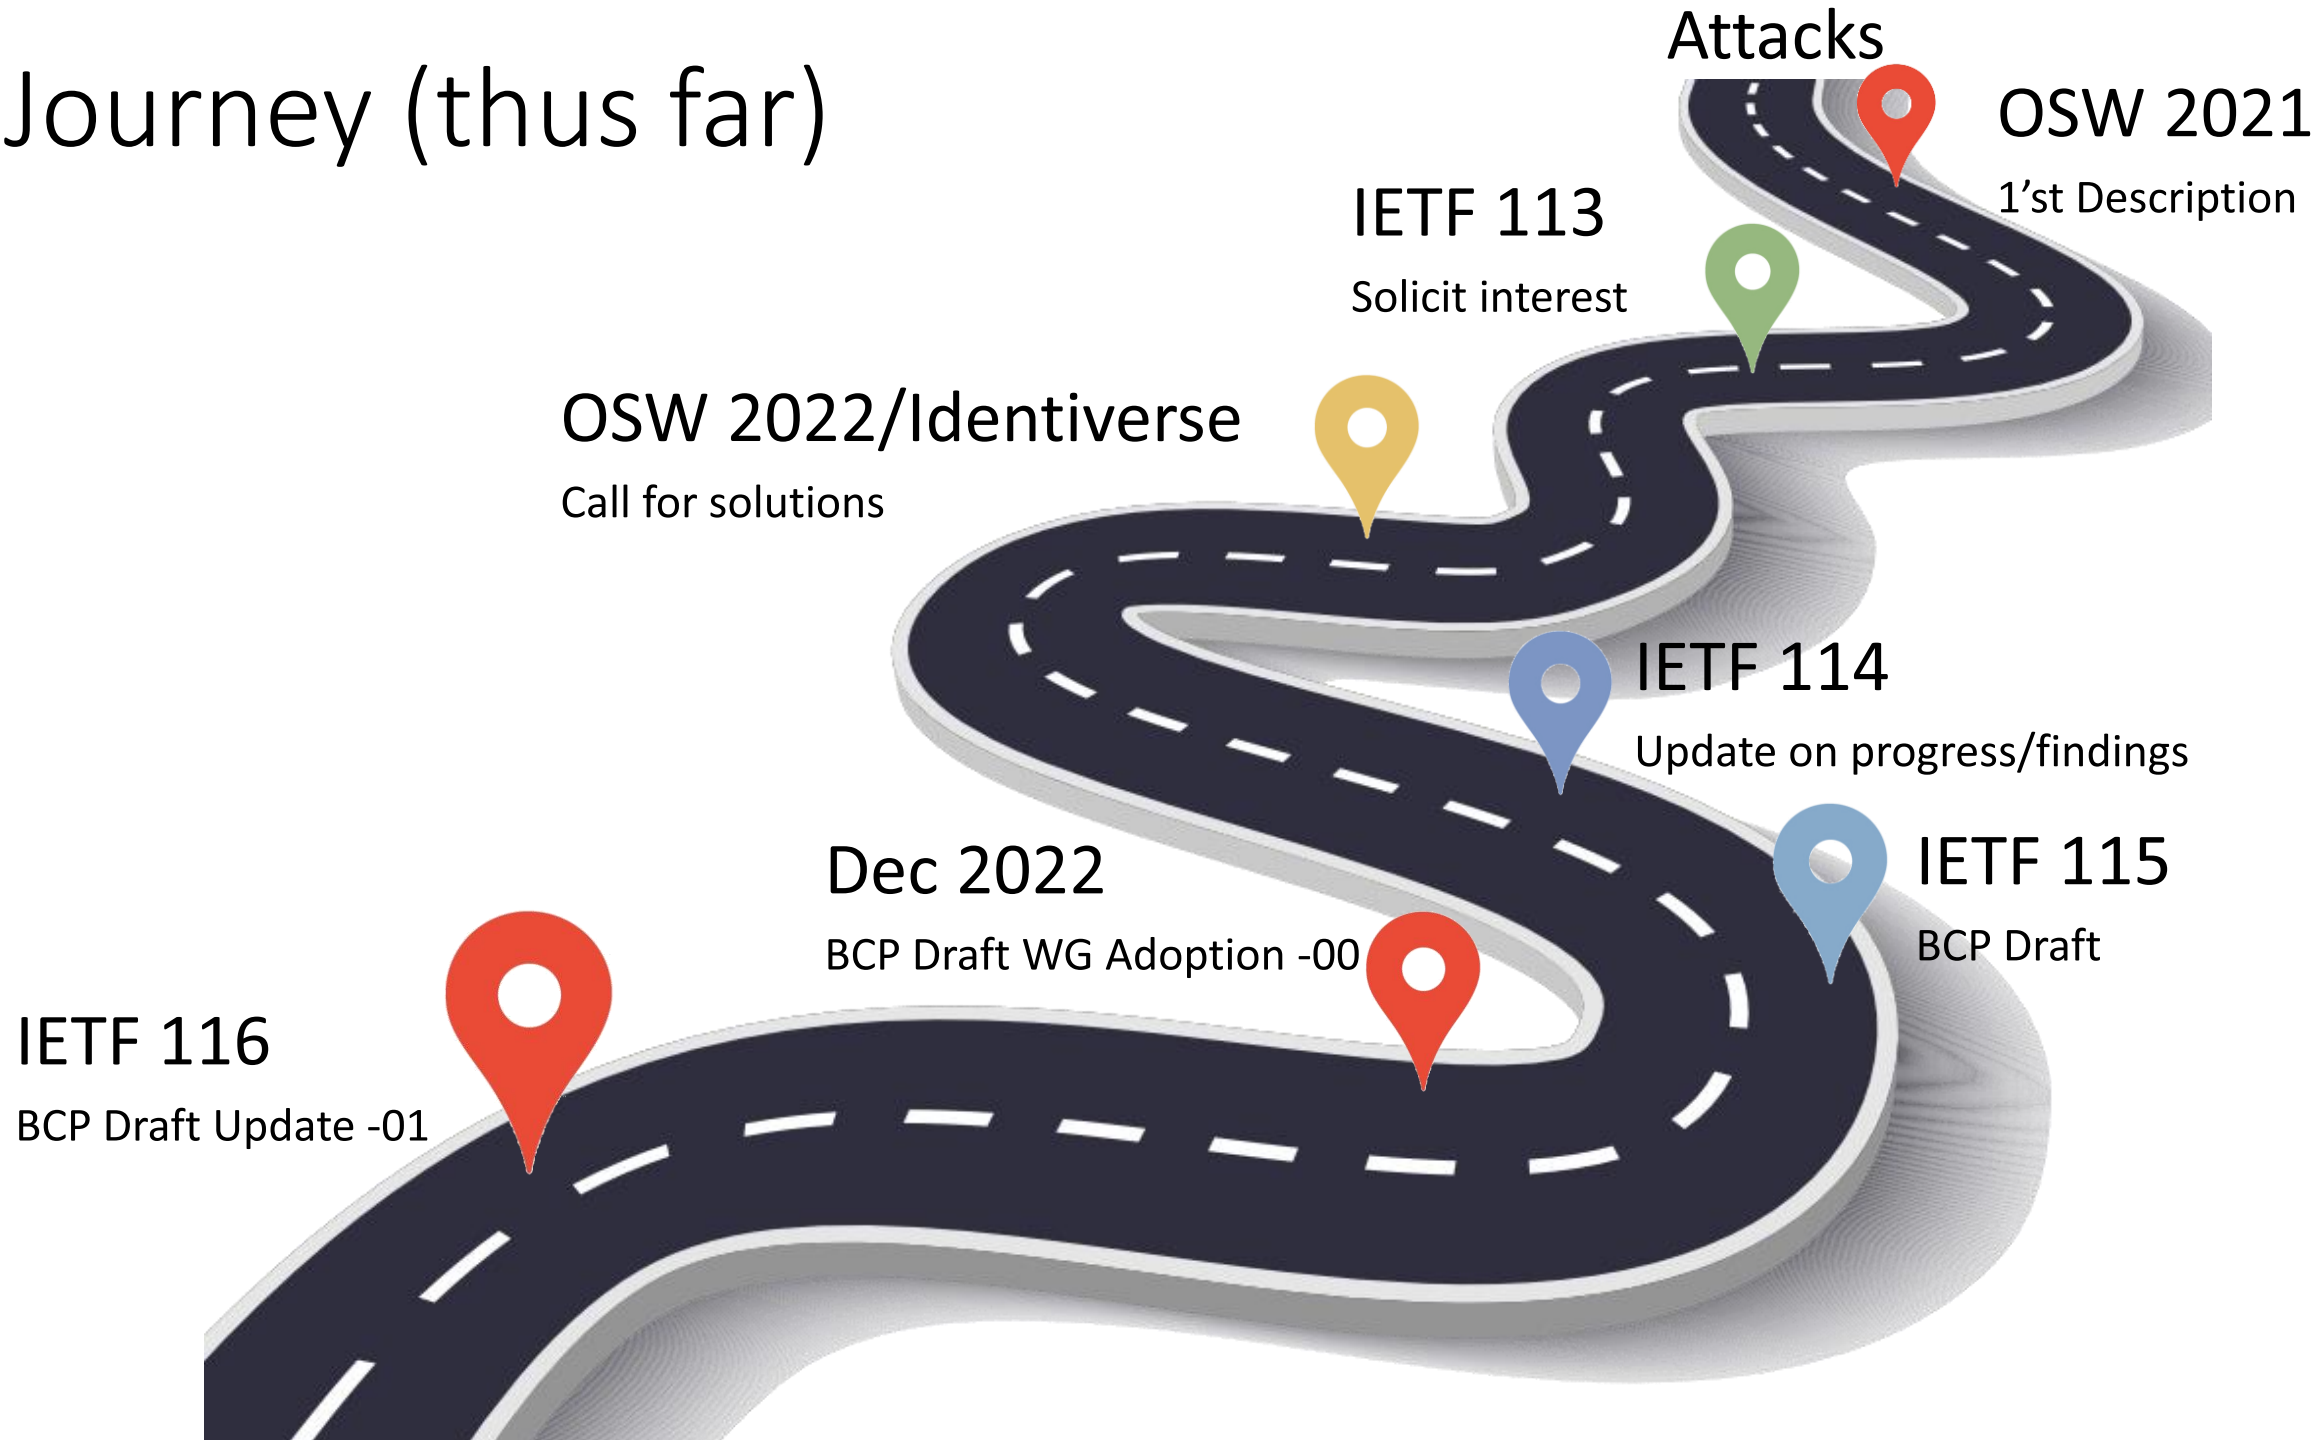 Journey (thus far)
Attacks
OSW 2021
1’st Description
IETF 113
Solicit interest
OSW 2022/Identiverse
Call for solutions
IETF 114
Update on progress/findings
IETF 115
BCP Draft
Dec 2022
BCP Draft WG Adoption -00
IETF 116
BCP Draft Update -01